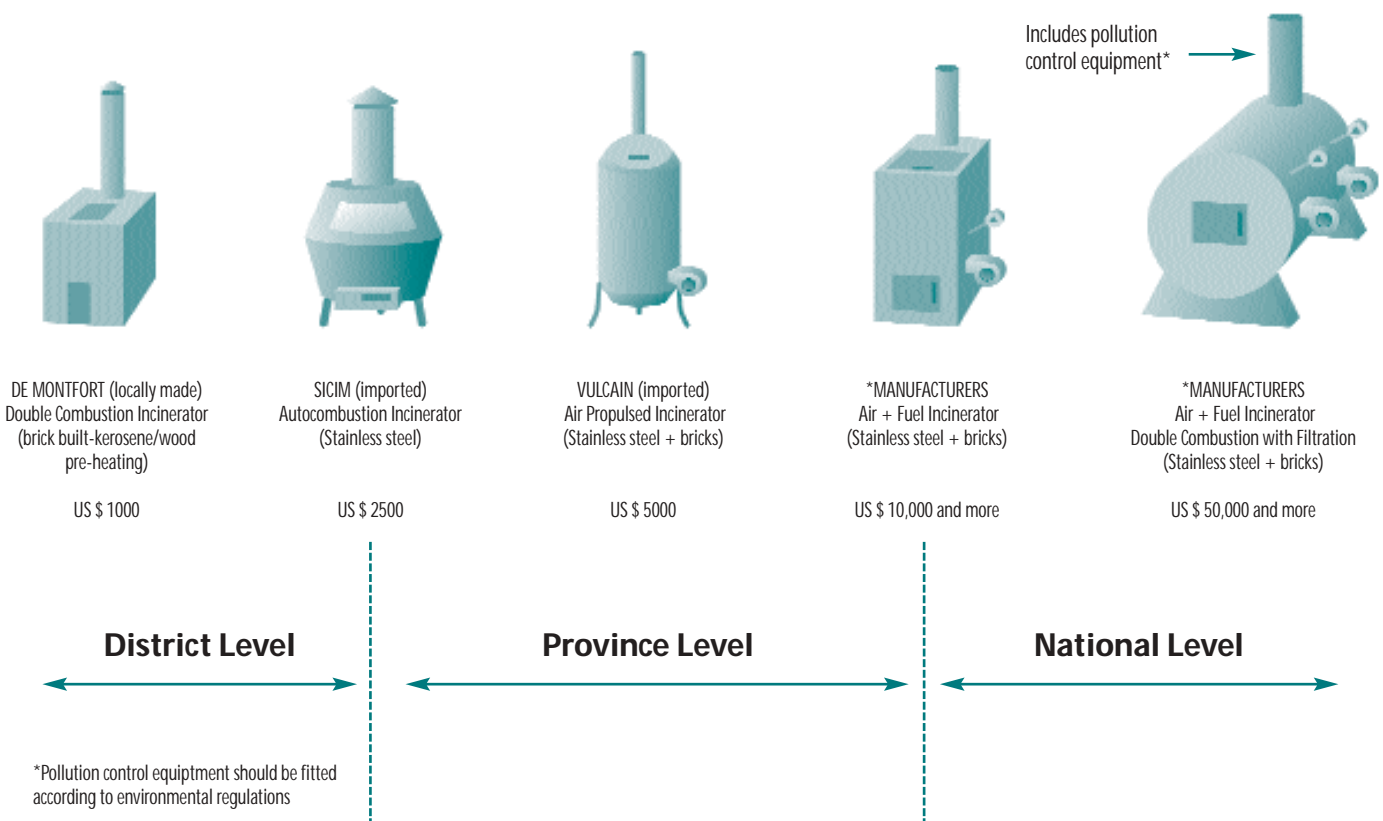 Includes pollution
control equipment*
DE MONTFORT (locally made)
Double Combustion Incinerator
(brick built-kerosene/wood
pre-heating)
US $ 1000
SICIM (imported)
Autocombustion Incinerator
(Stainless steel)
US $ 2500
VULCAIN (imported)
Air Propulsed Incinerator
(Stainless steel + bricks)
US $ 5000
*MANUFACTURERS
Air + Fuel Incinerator
(Stainless steel + bricks)
US $ 10,000 and more
*MANUFACTURERS
Air + Fuel Incinerator
Double Combustion with Filtration
(Stainless steel + bricks)
US $ 50,000 and more
District Level
Province Level
National Level
*Pollution control equiptment should be fitted
according to environmental regulations